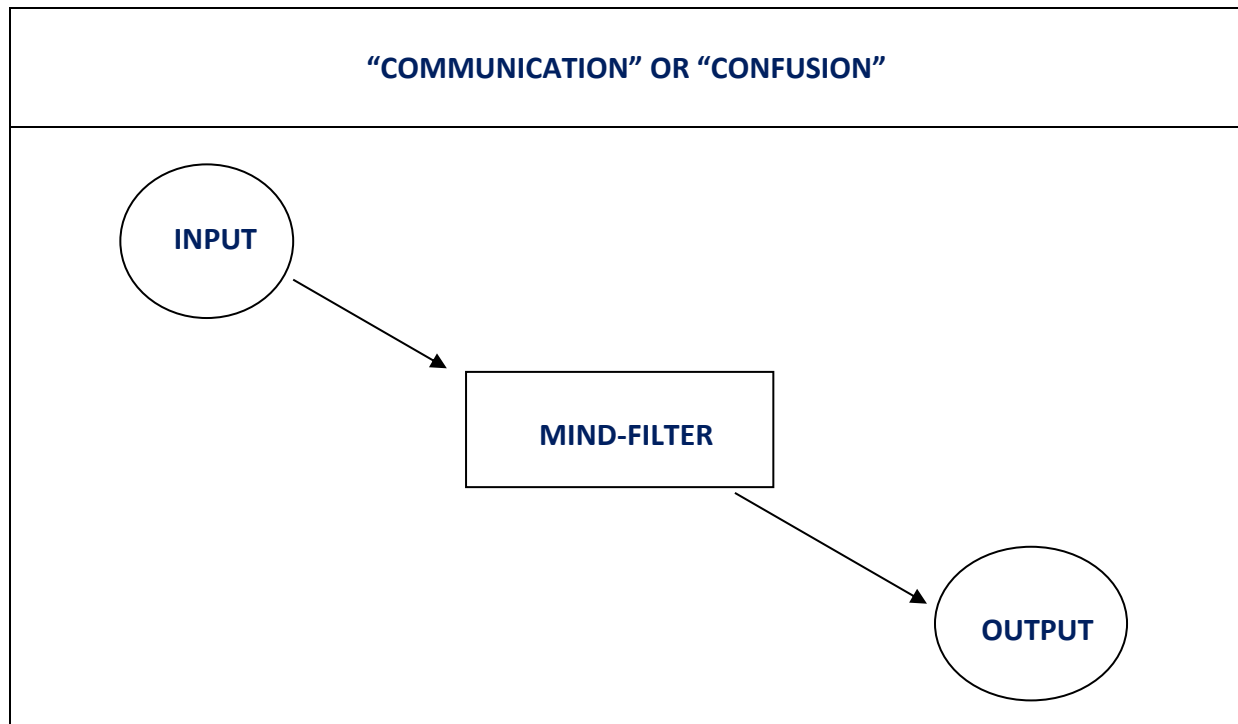 “COMMUNICATION” OR “CONFUSION”
INPUT
MIND-FILTER
OUTPUT